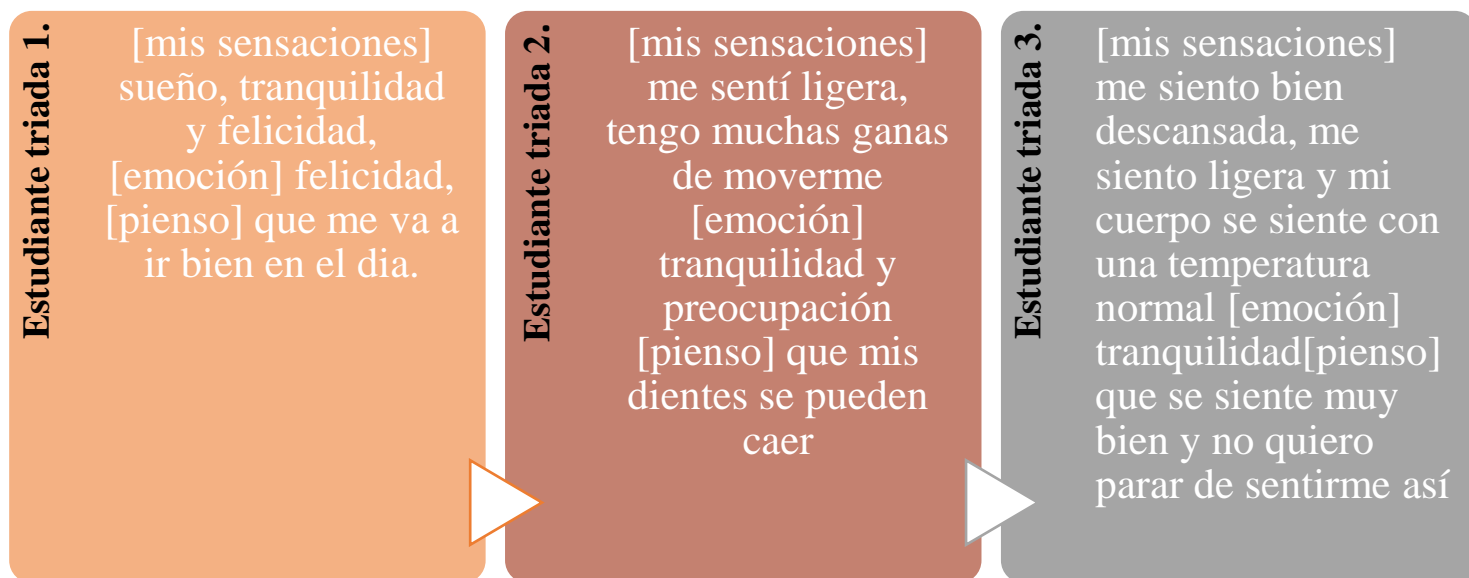 Estudiante triada 1.
[mis sensaciones]
sueño, tranquilidad
y felicidad,
[emoción] felicidad,
[pienso] que me va a
ir bien en el dia.
Estudiante triada 2.
[mis sensaciones]
me sentí ligera,
tengo muchas ganas
de moverme
[emoción]
tranquilidad y
preocupación
[pienso] que mis
dientes se pueden
caer
Estudiante triada 3.
[mis sensaciones]
me siento bien
descansada, me
siento ligera y mi
cuerpo se siente con
una temperatura
normal [emoción]
tranquilidad[pienso]
que se siente muy
bien y no quiero
parar de sentirme así